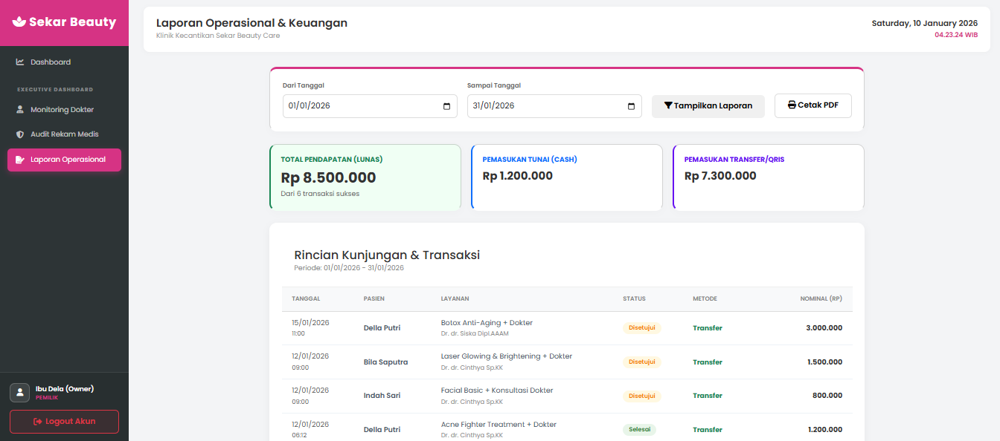 Sekar Beauty
Dashboard
EXECUTIVE DASHBOARD
Monitoring Dokter
Audit Rekam Medis
Laporan Operasional
Ibu Dela (Owner)
PEMILIK
Logout Akun
Laporan Operasional & Keuangan
Klinik Kecantikan Sekar Beauty Care
Saturday, 10 January 2026
04.23.24 WIB
Dari Tanggal
01/01/2026
Sampai Tanggal
31/01/2026
Tampilkan Laporan
Cetak PDF
TOTAL PENDAPATAN (LUNAS)
Rp 8.500.000
Dari 6 transaksi sukses
PEMASUKAN TUNAI (CASH)
Rp 1.200.000
PEMASUKAN TRANSFER/QRIS
Rp 7.300.000
Rincian Kunjungan & Transaksi
Periode: 01/01/2026 - 31/01/2026
TANGGAL PASIEN LAYANAN STATUS METODE NOMINAL (RP)
15/01/2026 Botox Anti-Aging + Dokter
Della Putri Disetujui Transfer 3.000.000
11:00 Dr. dr. Siska Dipl.AAAM
12/01/2026 Laser Glowing & Brightening + Dokter
Bila Saputra Disetujui Transfer 1.500.000
09:00 Dr. dr. Cinthya Sp.KK
12/01/2026 Facial Basic + Konsultasi Dokter
Indah Sari Disetujui Transfer 800.000
09:00 Dr. dr. Cinthya Sp.KK
12/01/2026 Acne Fighter Treatment + Dokter
Della Putri Selesai Transfer 1.200.000
06:12 Dr. dr. Cinthya Sp.KK